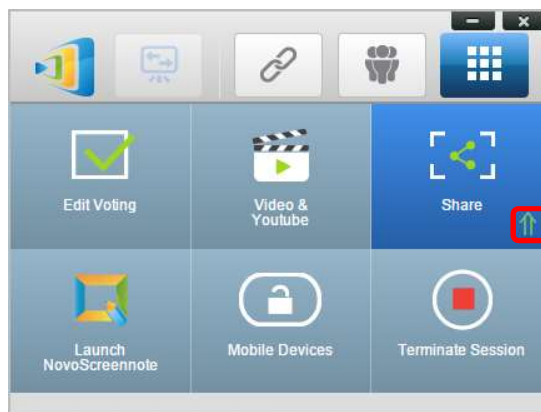 Edit Voting
Video &
Youtube
Share
Launch
NovoScreennote
Mobile Devices
Terminate Session